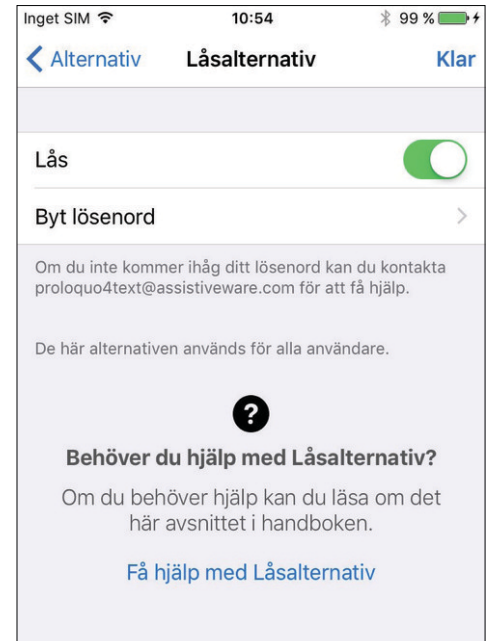 Inget SIM 10:54 99 %
Alternativ Låsalternativ Klar
Lås
Byt lösenord
Om du inte kommer ihåg ditt lösenord kan du kontakta
proloquo4text@assistiveware.com för att få hjälp.
De här alternativen används för alla användare.
?
Behöver du hjälp med Låsalternativ?
Om du behöver hjälp kan du läsa om det
här avsnittet i handboken.
Få hjälp med Låsalternativ